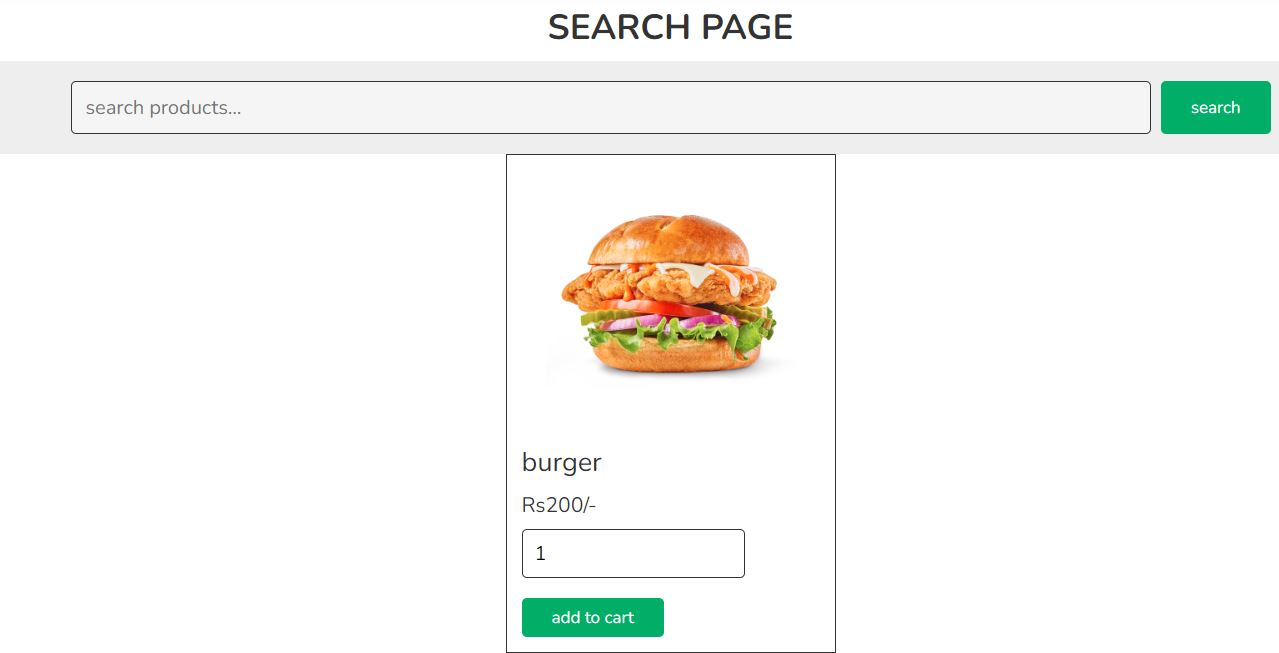 SEARCH PAGE
search products...
search
burger
Rs200/-
1
add to cart